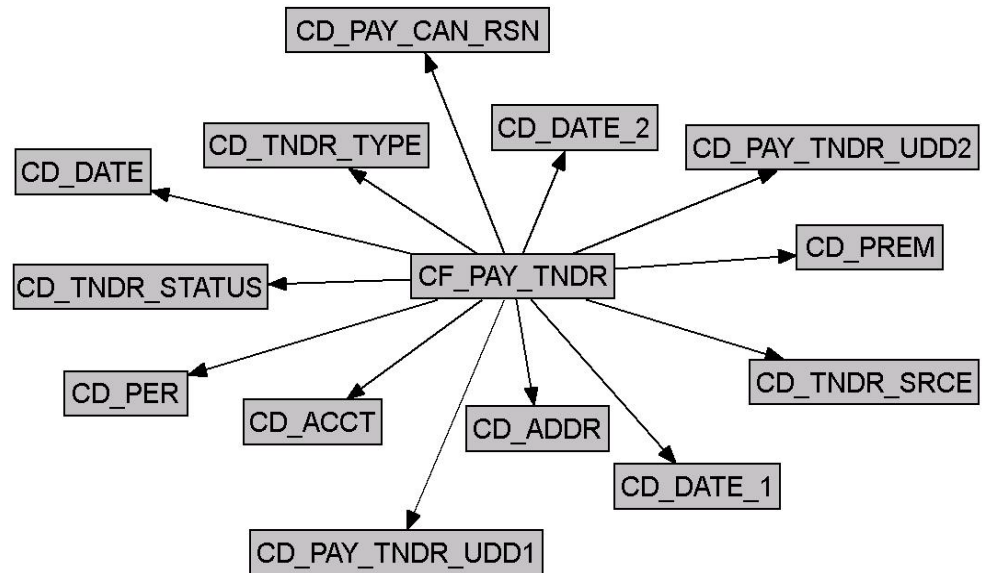 CD_PAY_CAN_RSN
CD_DATE_2
CD_TNDR_TYPE
CD_PAY_TNDR_UDD2
CD_DATE
CD_PREM
CF_PAY_TNDR
CD_TNDR_STATUS
CD_TNDR_SRCE
CD_PER
CD_ACCT
CD_ADDR
CD_DATE_1
CD_PAY_TNDR_UDD1